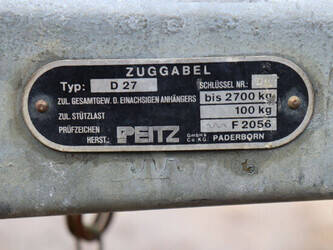 ZUGGABEL
Typ: D 27 SCHLÜSSEL NR.
ZUL. GESAMTGEW. D. EINACHSIGEN ANHÄNGERS bis 2700 kg
ZUL. STÜTZLAST 100 kg
PRÜFZEICHEN F 2056
HERST.: PEITZ GmbH & Co KG. PADERBORN